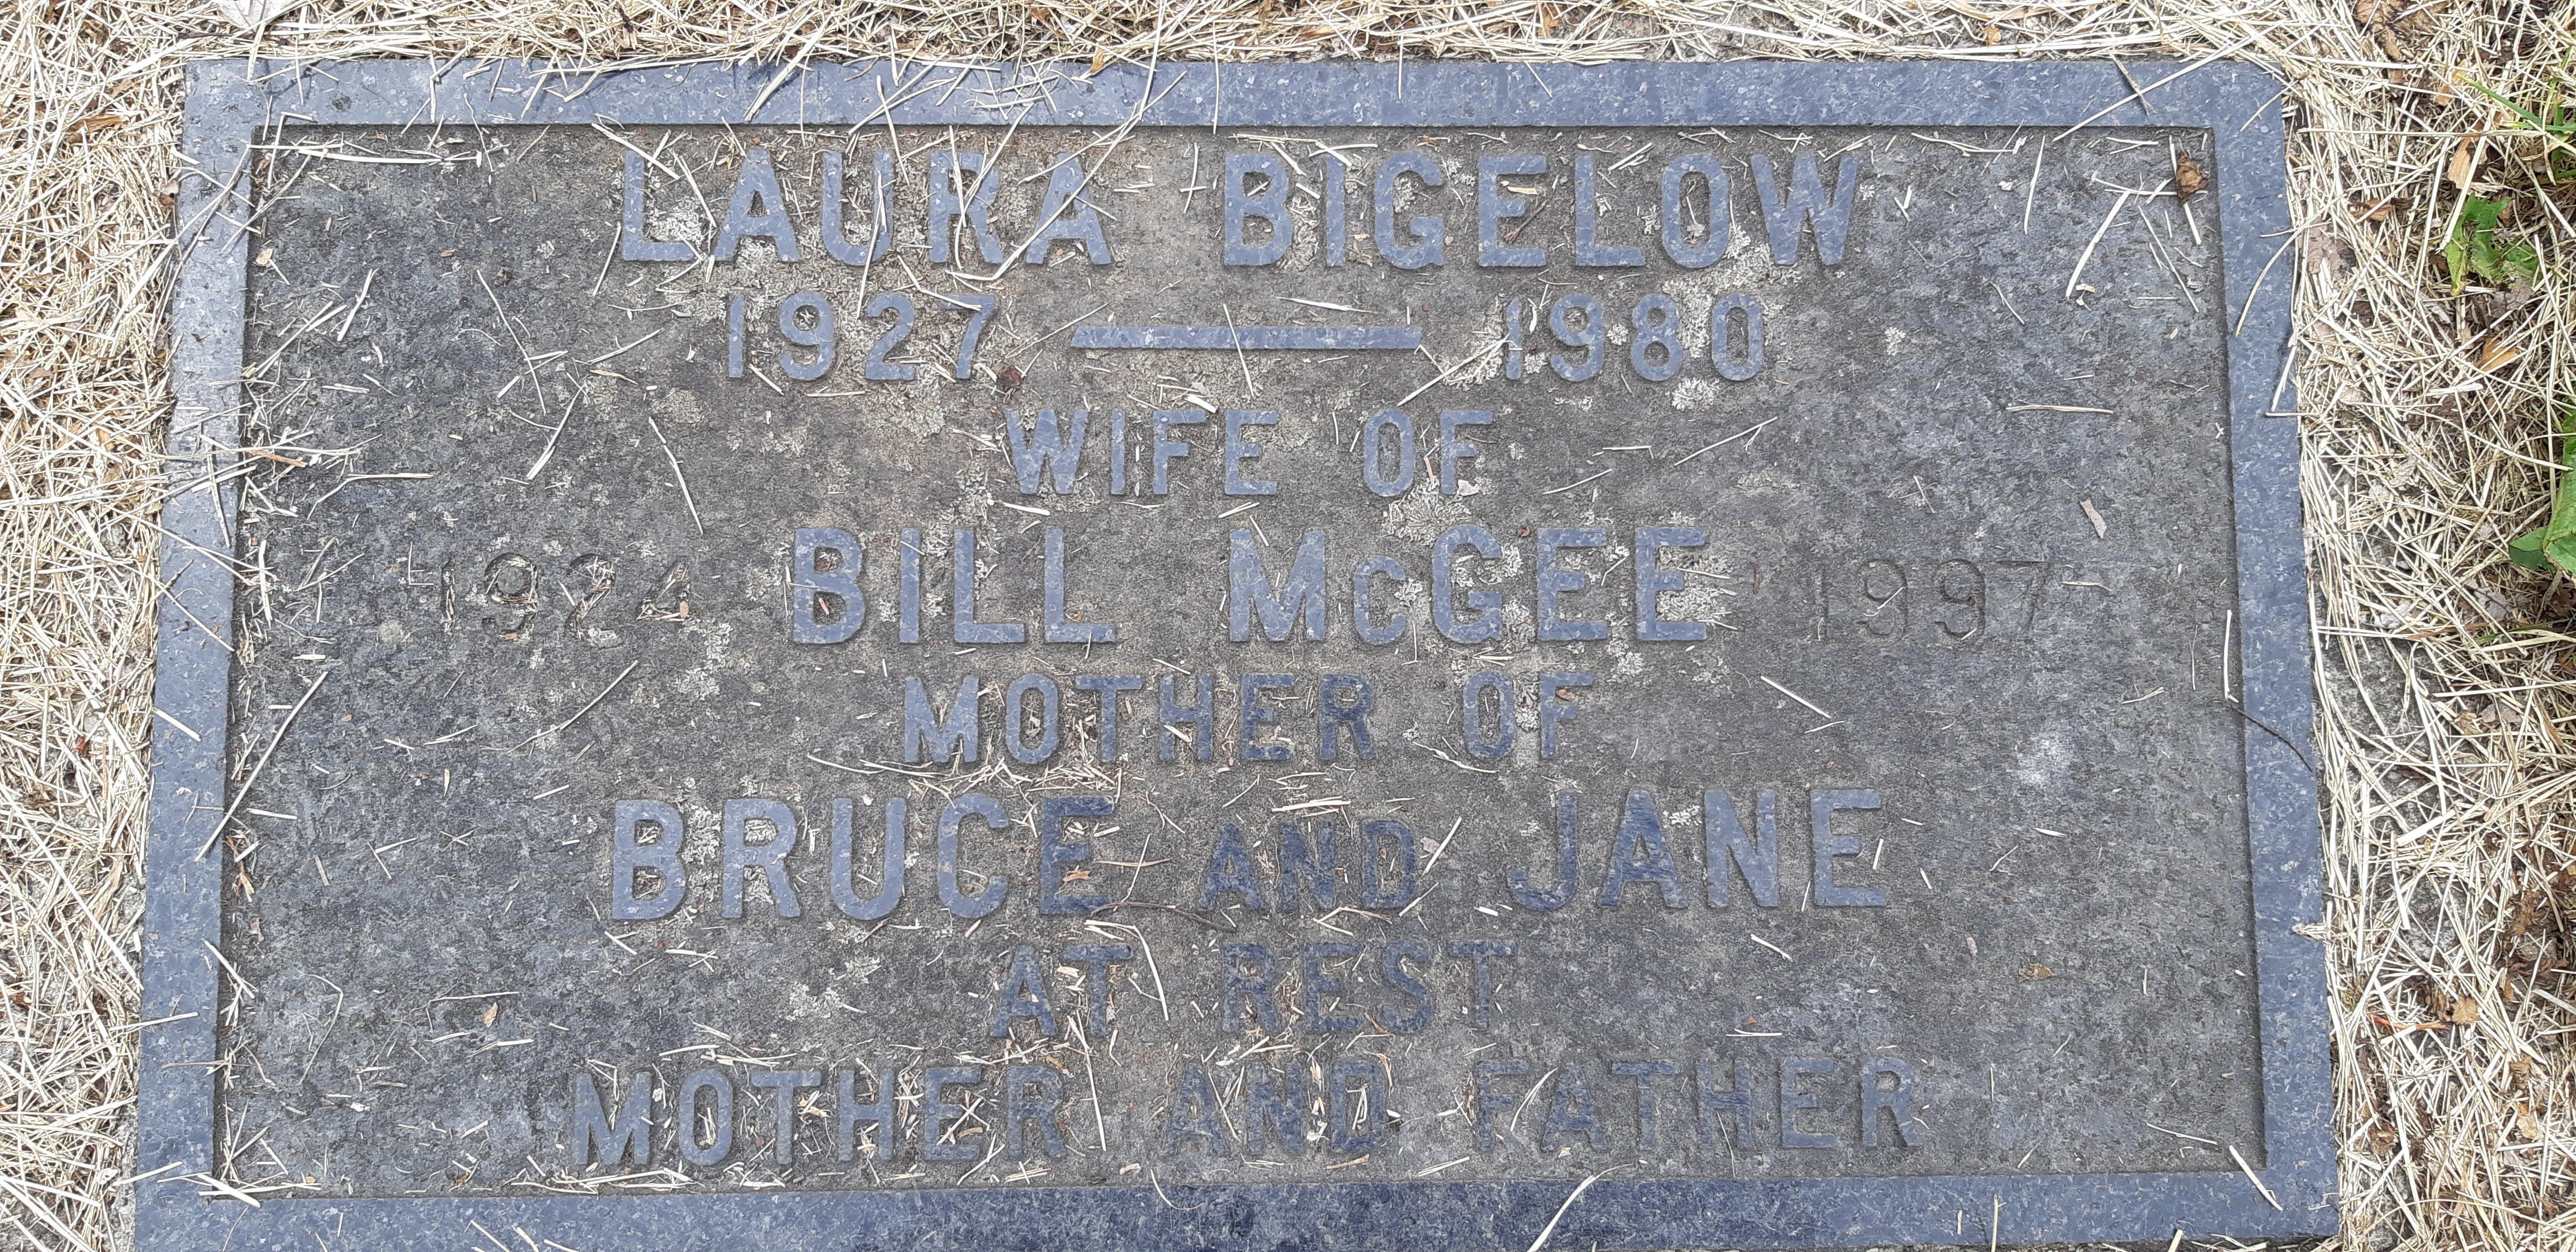 LAURA BIGELOW
1927 — 1980
WIFE OF
1924 BILL McGEE 1997
MOTHER OF
BRUCE AND JANE
AT REST
MOTHER AND FATHER